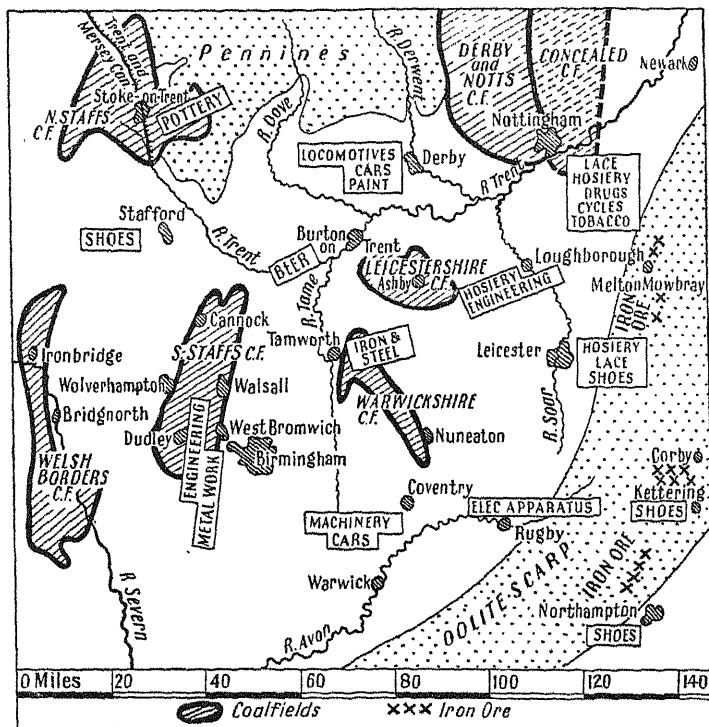 Trent and
Mersey Can.
Pennines
R. Derwent
DERBY
and
NOTTS
C.F.
CONCEALED
C.F.
Newark
Stoke-on-Trent
N. STAFFS
C.F.
POTTERY
R. Dove
Nottingham
LOCOMOTIVES
CARS
PAINT
Derby
R Trent
LACE
HOSIERY
DRUGS
CYCLES
TOBACCO
Stafford
SHOES
R. Trent
Burton
on Trent
BEER
LEICESTERSHIRE
C.F.
Ashby
HOSIERY
ENGINEERING
Loughborough
Melton Mowbray
IRON
ORE
R. Tame
Cannock
S. STAFFS C.F.
Ironbridge
Tamworth
IRON &
STEEL
Leicester
HOSIERY
LACE
SHOES
Wolverhampton
Walsall
Bridgnorth
WARWICKSHIRE
C.F.
R. Soar
Dudley
West Bromwich
Birmingham
Nuneaton
WELSH
BORDERS
C.F.
ENGINEERING
METAL WORK
Corby
Kettering
SHOES
Coventry
MACHINERY
CARS
ELEC APPARATUS
Rugby
IRON ORE
OOLITE SCARP
Warwick
R. Severn
R. Avon
Northampton
SHOES
0 Miles 20 40 60 80 100 120 140
Coalfields
xxx Iron Ore